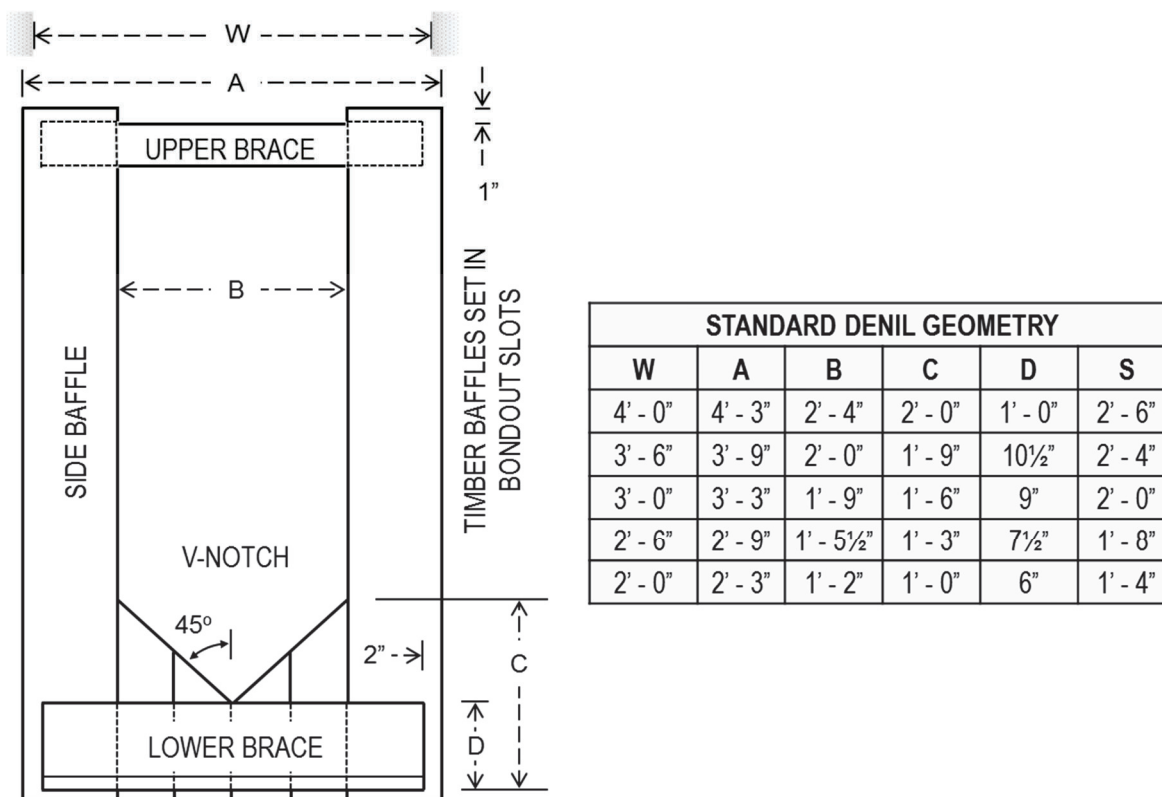 W
A
UPPER BRACE
1”
B
SIDE BAFFLE
TIMBER BAFFLES SET IN
BONDOUT SLOTS
V-NOTCH
45º
2”
C
D
LOWER BRACE
STANDARD DENIL GEOMETRY
W A B C D S
4’ - 0” 4’ - 3” 2’ - 4” 2’ - 0” 1’ - 0” 2’ - 6”
3’ - 6” 3’ - 9” 2’ - 0” 1’ - 9” 10½” 2’ - 4”
3’ - 0” 3’ - 3” 1’ - 9” 1’ - 6” 9” 2’ - 0”
2’ - 6” 2’ - 9” 1’ - 5½” 1’ - 3” 7½” 1’ - 8”
2’ - 0” 2’ - 3” 1’ - 2” 1’ - 0” 6” 1’ - 4”